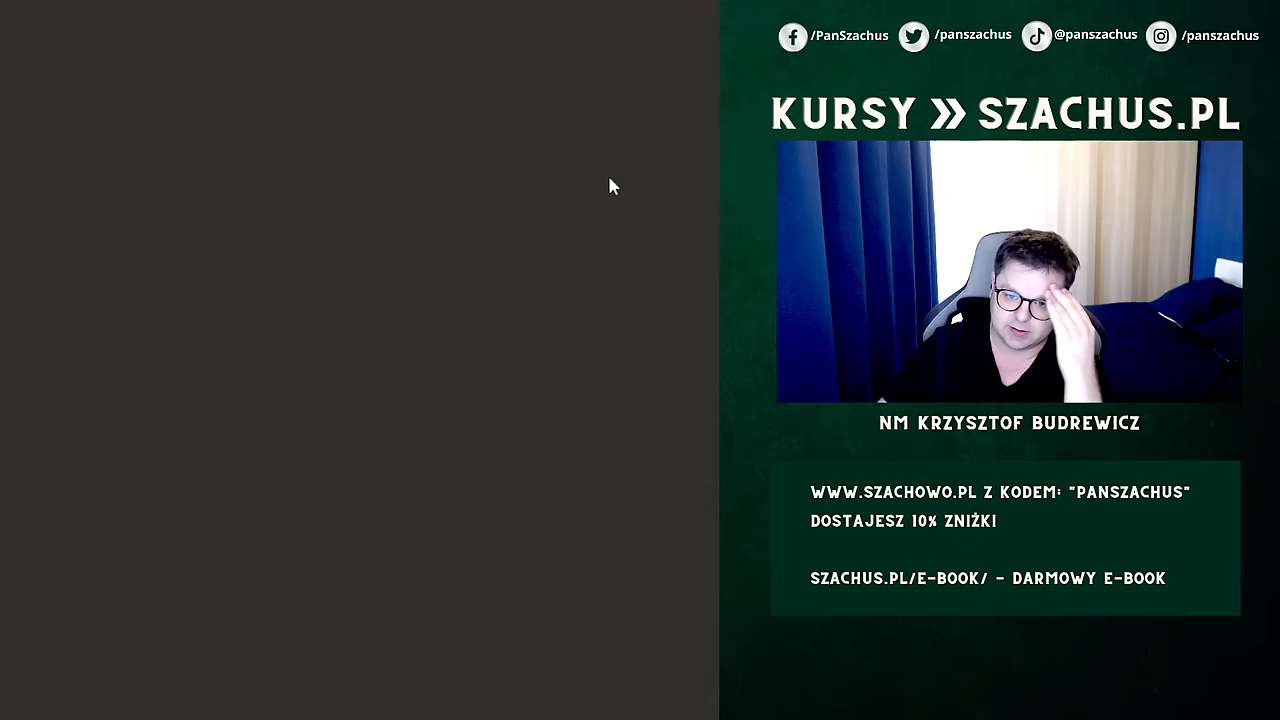 /PanSzachus /panszachus @panszachus /panszachus
KURSY » SZACHUS.PL
NM KRZYSZTOF BUDREWICZ
WWW.SZACHOWO.PL Z KODEM: "PANSZACHUS"
DOSTAJESZ 10% ZNIŻKI
SZACHUS.PL/E-BOOK/ - DARMOWY E-BOOK